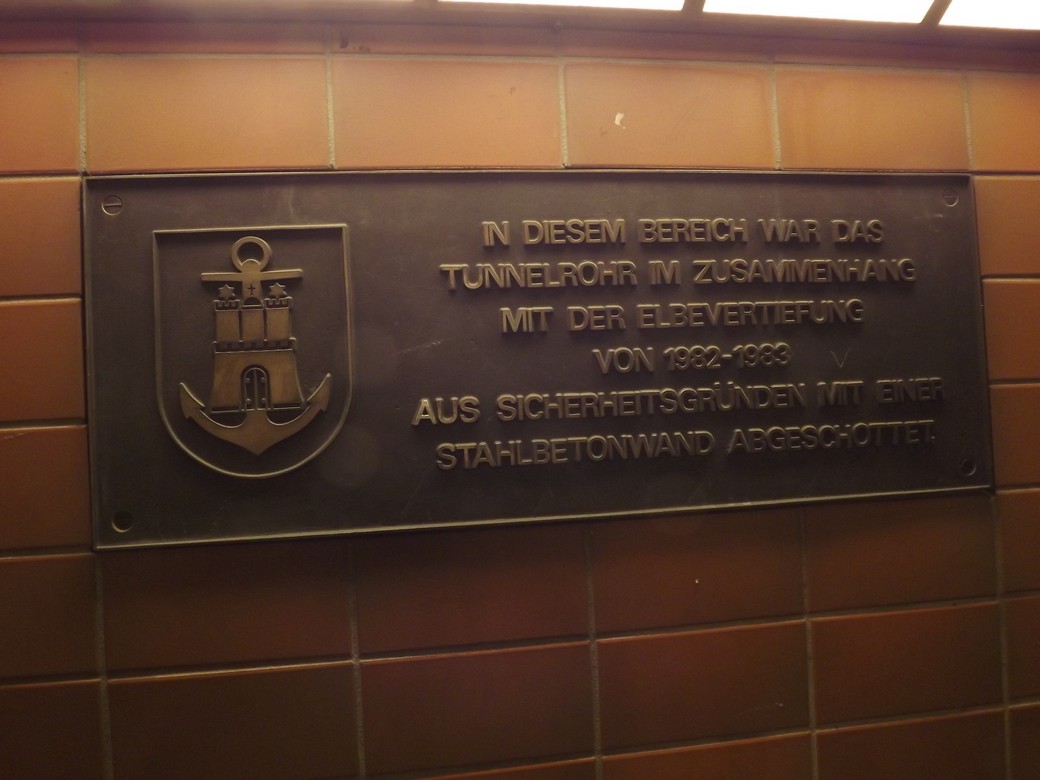 IN DIESEM BEREICH WAR DAS
TUNNELROHR IM ZUSAMMENHANG
MIT DER ELBEVERTIEFUNG
VON 1982-1983
AUS SICHERHEITSGRÜNDEN MIT EINER
STAHLBETONWAND ABGESCHOTTET.